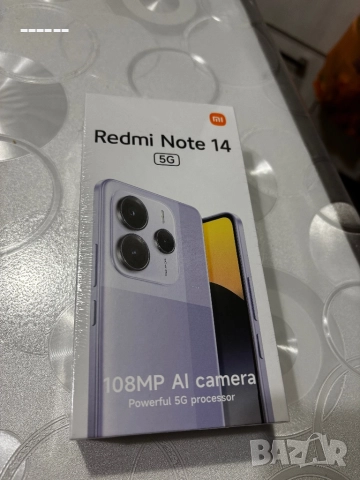 mi
Redmi Note 14
5G
108MP AI camera
Powerful 5G processor
BAZAR